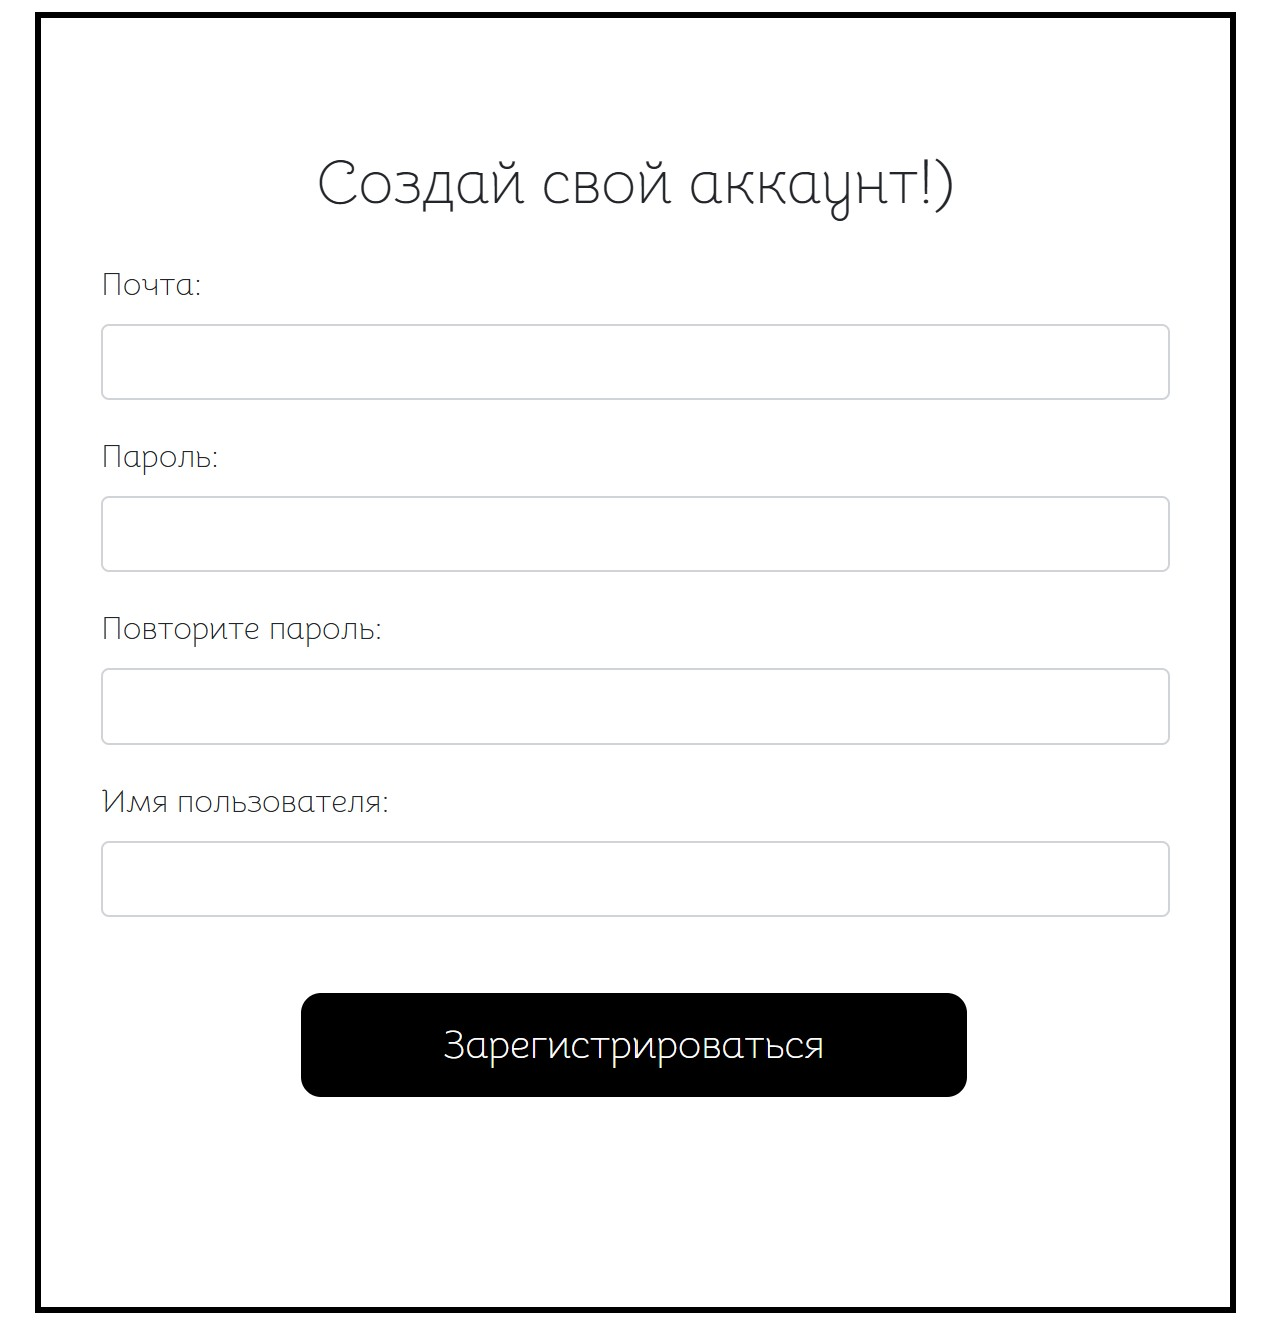 Создай свой аккаунт!)
Почта:
Пароль:
Повторите пароль:
Имя пользователя:
Зарегистрироваться